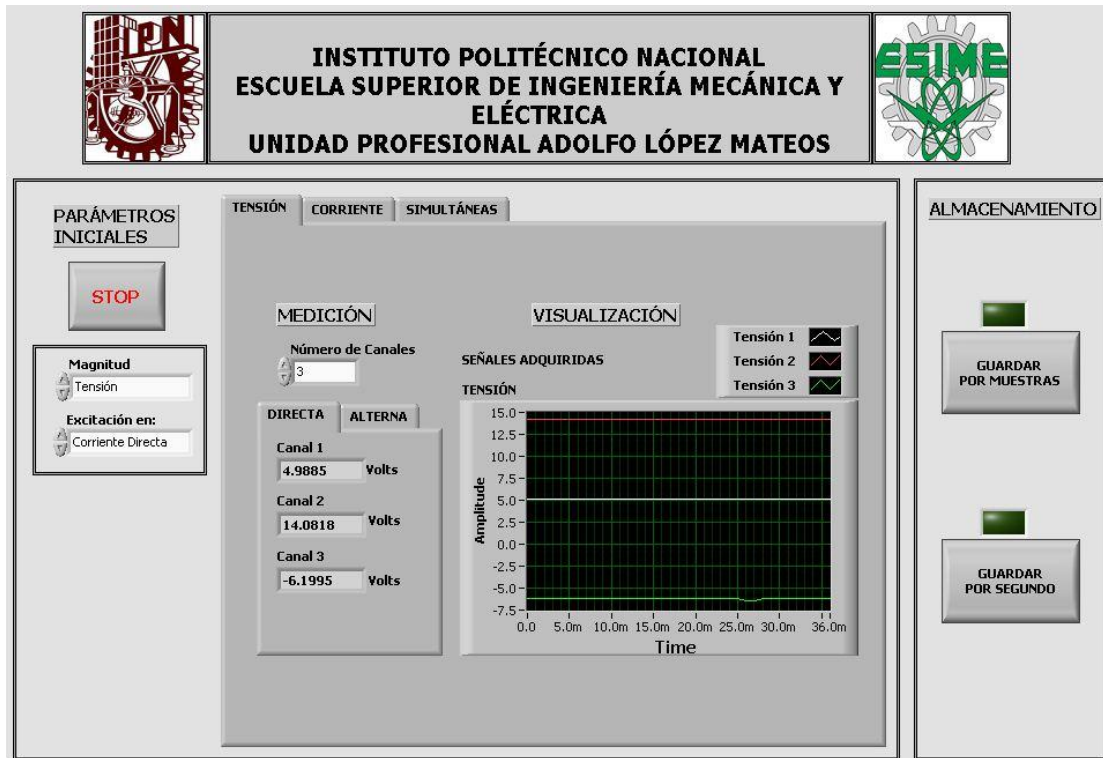 IPN
INSTITUTO POLITÉCNICO NACIONAL
ESCUELA SUPERIOR DE INGENIERÍA MECÁNICA Y
ELÉCTRICA
UNIDAD PROFESIONAL ADOLFO LÓPEZ MATEOS
ESIME
PARÁMETROS
INICIALES
STOP
Magnitud
Tensión
Excitación en:
Corriente Directa
TENSIÓN
CORRIENTE
SIMULTÁNEAS
MEDICIÓN
Número de Canales
3
DIRECTA
ALTERNA
Canal 1
4.9885 Volts
Canal 2
14.0818 Volts
Canal 3
-6.1995 Volts
VISUALIZACIÓN
SEÑALES ADQUIRIDAS
TENSIÓN
Tensión 1
Tensión 2
Tensión 3
Amplitude
15.0
12.5
10.0
7.5
5.0
2.5
0.0
-2.5
-5.0
-7.5
0.0 5.0m 10.0m 15.0m 20.0m 25.0m 30.0m 36.0m
Time
ALMACENAMIENTO
GUARDAR
POR MUESTRAS
GUARDAR
POR SEGUNDO